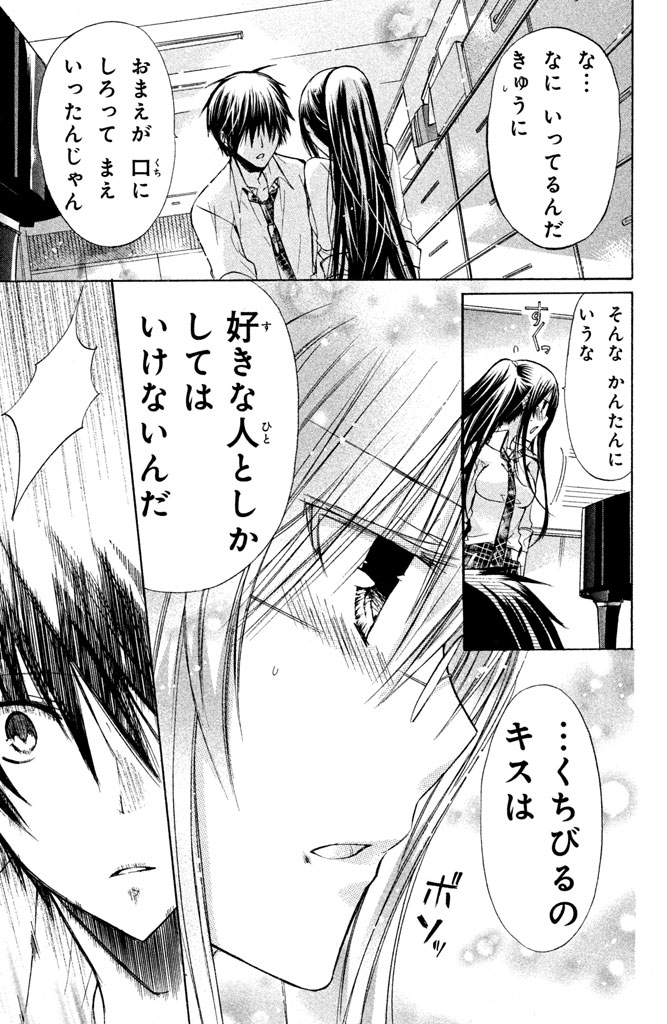 な…
なに いってるんだ
きゅうに
おまえが 口に
しろって まえ
いったんじゃん
そんな かんたんに
いうな
すくっ
…くちびるの
キスは
ボソッ
好きな人としか
しては
いけないんだ